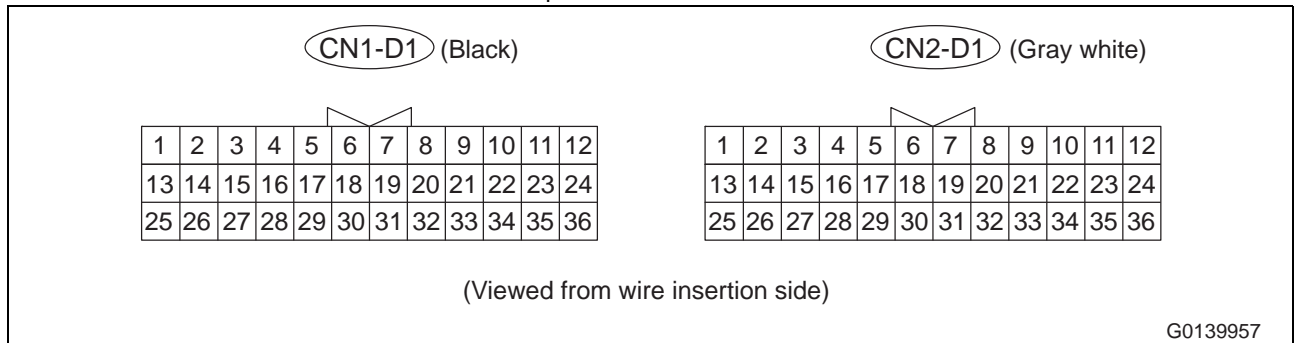 CN1-D1 (Black) CN2-D1 (Gray white)
1 2 3 4 5 6 7 8 9 10 11 12 1 2 3 4 5 6 7 8 9 10 11 12
13 14 15 16 17 18 19 20 21 22 23 24 13 14 15 16 17 18 19 20 21 22 23 24
25 26 27 28 29 30 31 32 33 34 35 36 25 26 27 28 29 30 31 32 33 34 35 36
(Viewed from wire insertion side)
G0139957